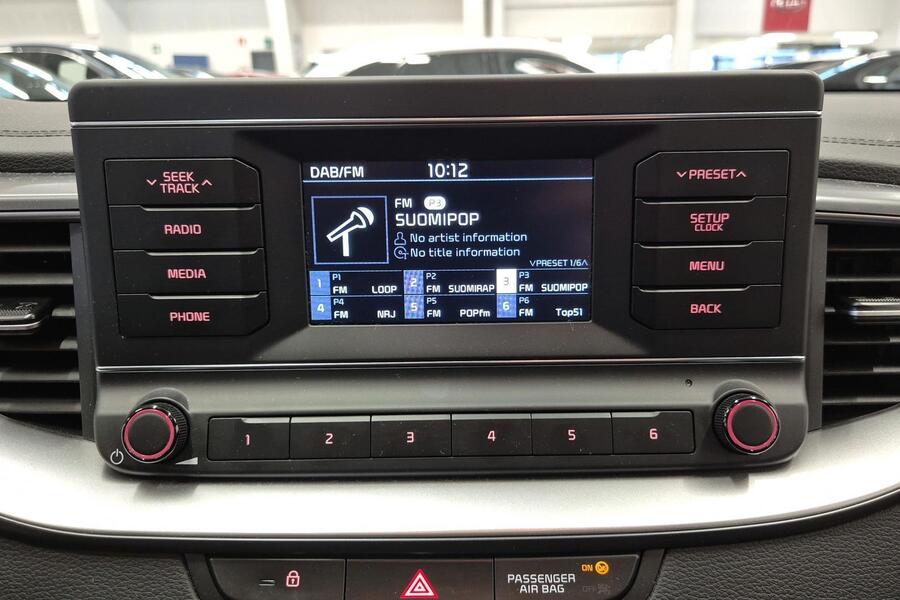 DAB/FM 10:12
SEEK
TRACK
RADIO
MEDIA
PHONE
FM P3
SUOMIPOP
No artist information
No title information
PRESET 1/6
1 P1 FM LOOP
2 P2 FM SUOMIRAP
3 P3 FM SUOMIPOP
4 P4 FM NRJ
5 P5 FM POPfm
6 P6 FM Top51
PRESET
SETUP
CLOCK
MENU
BACK
1 2 3 4 5 6
PASSENGER
AIR BAG
ON
OFF